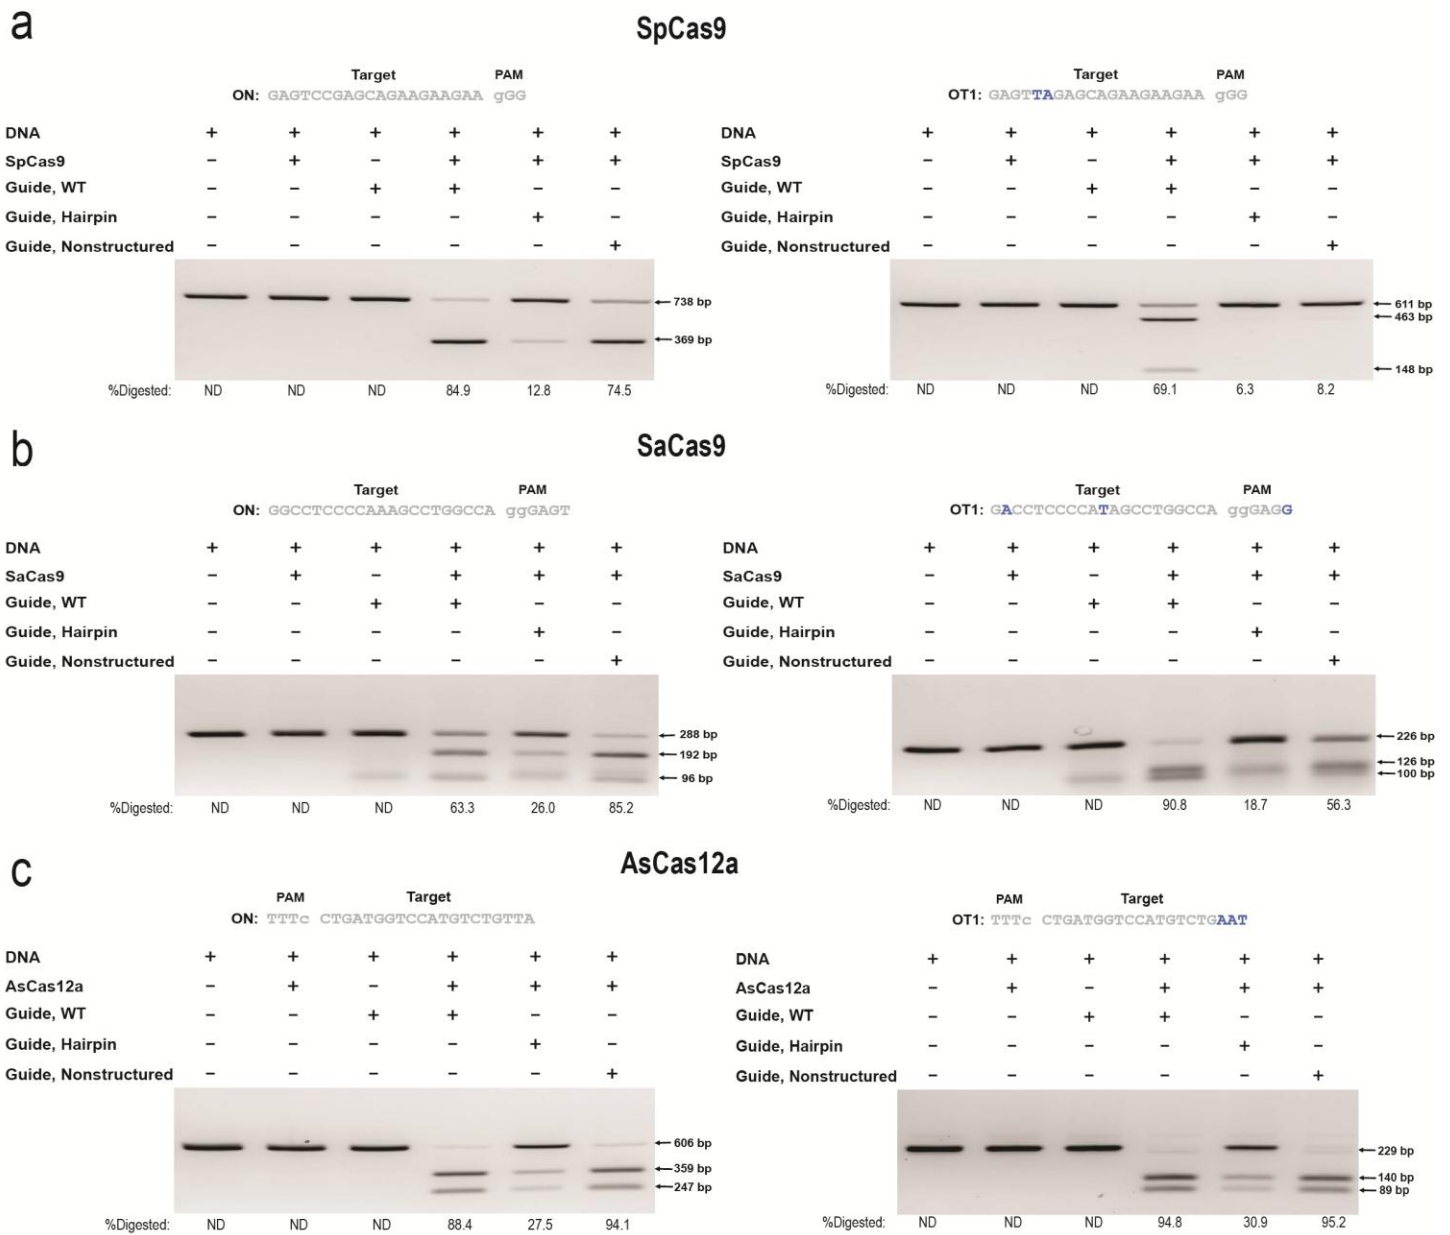 a
SpCas9
Target PAM
ON: GAGTCCGAGCAGAAGAAGAA gGG
DNA + + + + + +
SpCas9 – + – + + +
Guide, WT – – + + – –
Guide, Hairpin – – – – + –
Guide, Nonstructured – – – – – +
738 bp
369 bp
%Digested: ND ND ND 84.9 12.8 74.5
Target PAM
OT1: GAGTTAGAGCAGAAGAAGAA gGG
DNA + + + + + +
SpCas9 – + – + + +
Guide, WT – – + + – –
Guide, Hairpin – – – – + –
Guide, Nonstructured – – – – – +
611 bp
463 bp
148 bp
%Digested: ND ND ND 69.1 6.3 8.2
b
SaCas9
Target PAM
ON: GGCCTCCCCAAAGCCTGGCCA ggGAGT
DNA + + + + + +
SaCas9 – + – + + +
Guide, WT – – + + – –
Guide, Hairpin – – – – + –
Guide, Nonstructured – – – – – +
288 bp
192 bp
96 bp
%Digested: ND ND ND 63.3 26.0 85.2
Target PAM
OT1: GACCTCCCCATAGCCTGGCCA ggGAGG
DNA + + + + + +
SaCas9 – + – + + +
Guide, WT – – + + – –
Guide, Hairpin – – – – + –
Guide, Nonstructured – – – – – +
226 bp
126 bp
100 bp
%Digested: ND ND ND 90.8 18.7 56.3
c
AsCas12a
PAM Target
ON: TTTc CTGATGGTCCATGTCTGTTA
DNA + + + + + +
AsCas12a – + – + + +
Guide, WT – – + + – –
Guide, Hairpin – – – – + –
Guide, Nonstructured – – – – – +
606 bp
359 bp
247 bp
%Digested: ND ND ND 88.4 27.5 94.1
PAM Target
OT1: TTTc CTGATGGTCCATGTCTGAAT
DNA + + + + + +
AsCas12a – + – + + +
Guide, WT – – + + – –
Guide, Hairpin – – – – + –
Guide, Nonstructured – – – – – +
229 bp
140 bp
89 bp
%Digested: ND ND ND 94.8 30.9 95.2